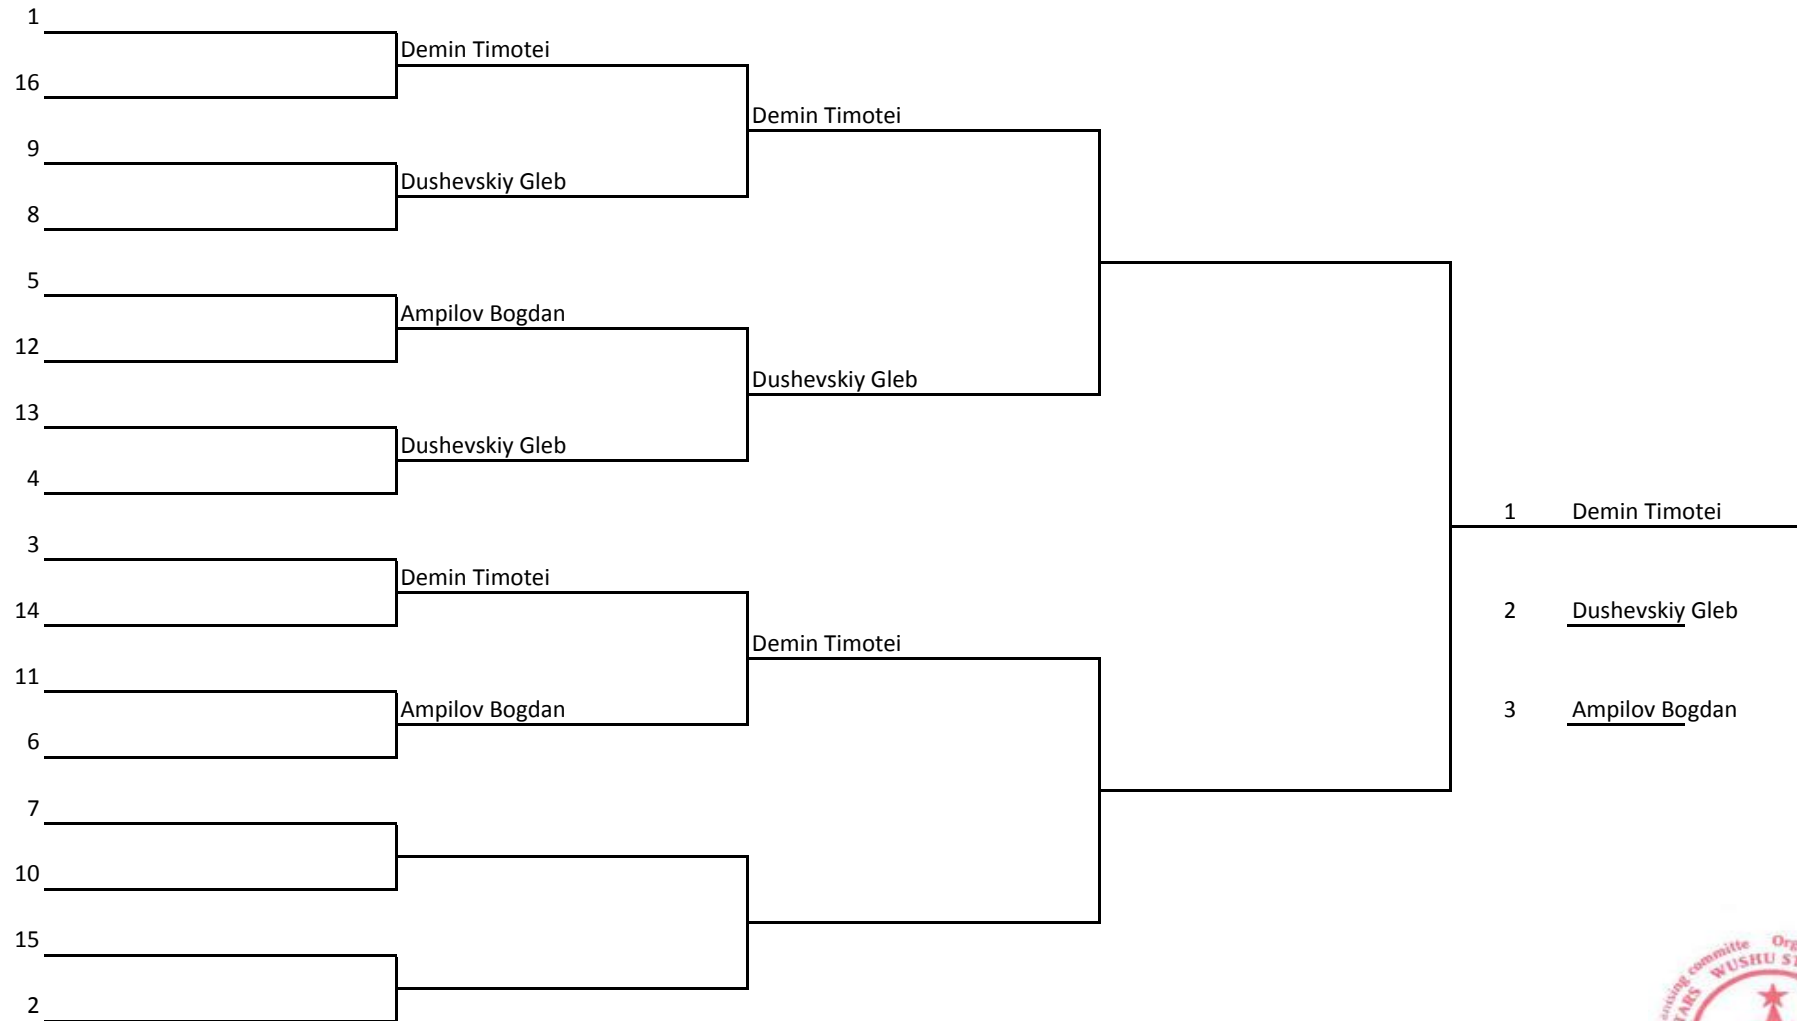 1
Demin Timotei
16
Demin Timotei
9
Dushevskiy Gleb
8
5
Ampilov Bogdan
12
Dushevskiy Gleb
13
Dushevskiy Gleb
4
1 Demin Timotei
3
Demin Timotei
14
2 Dushevskiy Gleb
Demin Timotei
11
Ampilov Bogdan
3 Ampilov Bogdan
6
7
10
15
2
committe
WUSHU